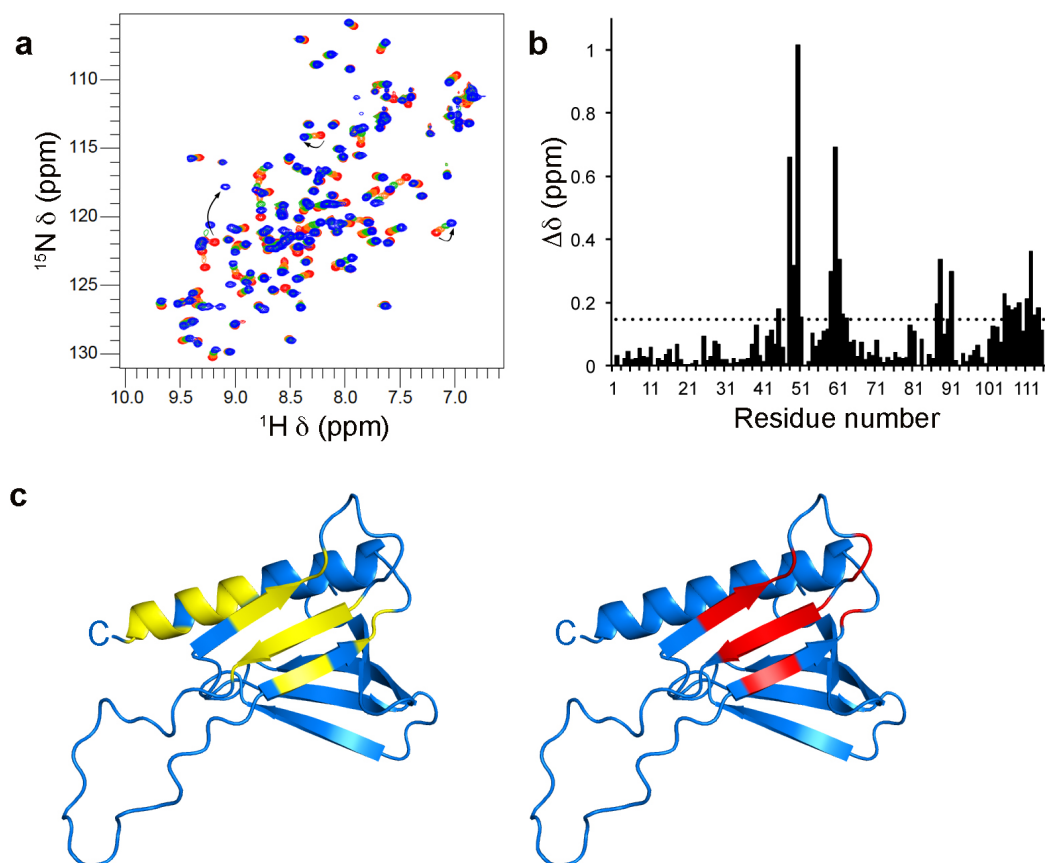 a
110
115
120
125
130
¹⁵N δ (ppm)
10.0 9.5 9.0 8.5 8.0 7.5 7.0
¹H δ (ppm)
b
1
0.8
0.6
0.4
0.2
0
Δδ (ppm)
1 11 21 31 41 51 61 71 81 91 101 111
Residue number
c
C
C